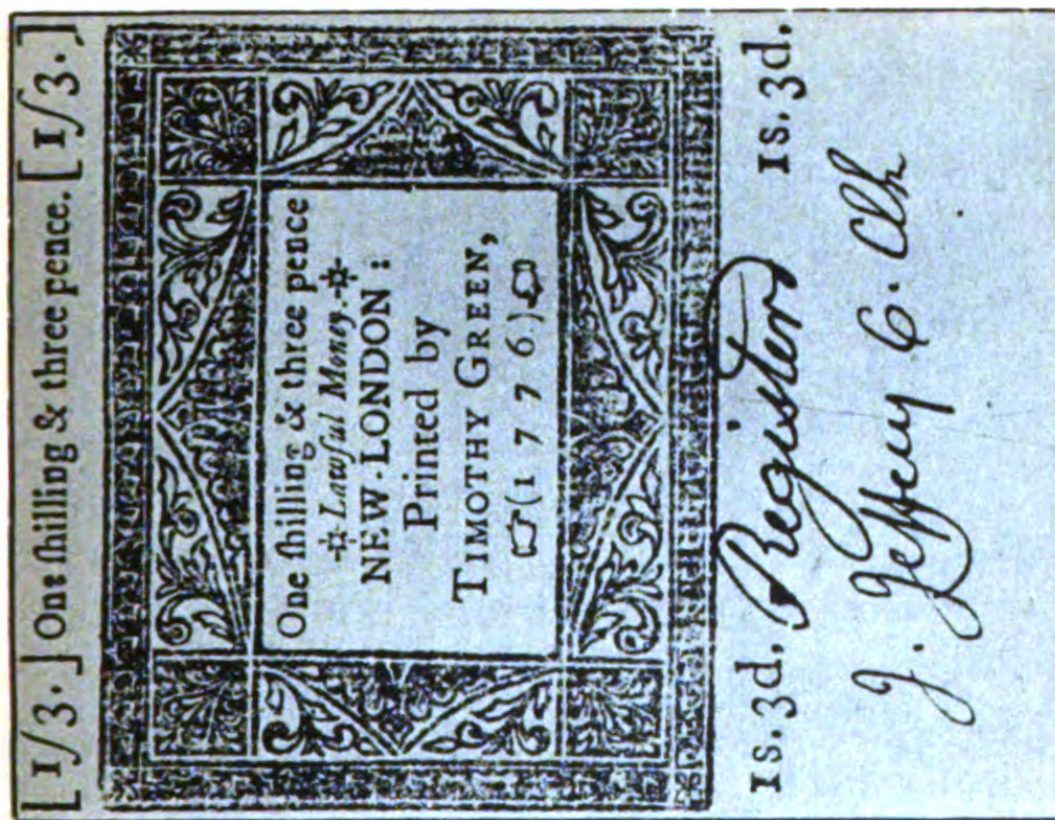 [1/3.] One ſhilling & three pence. [1/3.]
One ſhilling & three pence
Lawful Money.
NEW-LONDON:
Printed by
TIMOTHY GREEN,
☞(1 7 7 6)☜
1s. 3d. Registerd 1s. 3d.
J. Jeffery C. Clk